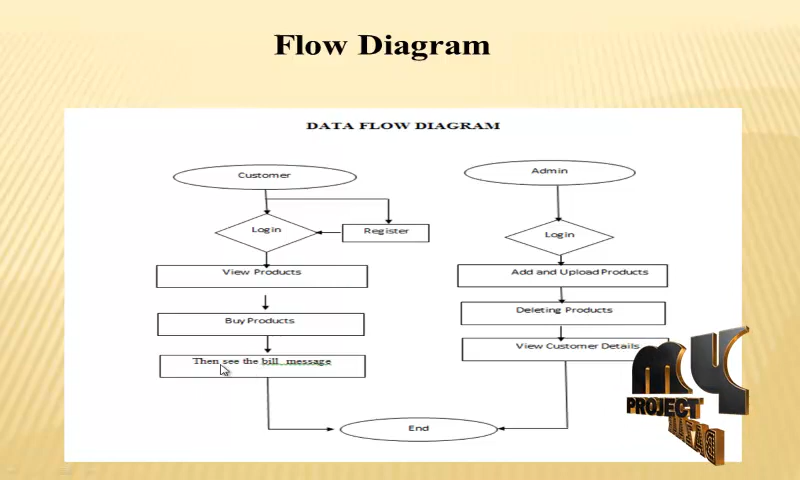 Flow Diagram
DATA FLOW DIAGRAM
Customer
Admin
Login
Register
Login
View Products
Add and Upload Products
Buy Products
Deleting Products
Then see the bill message
View Customer Details
End
MY
PROJECT